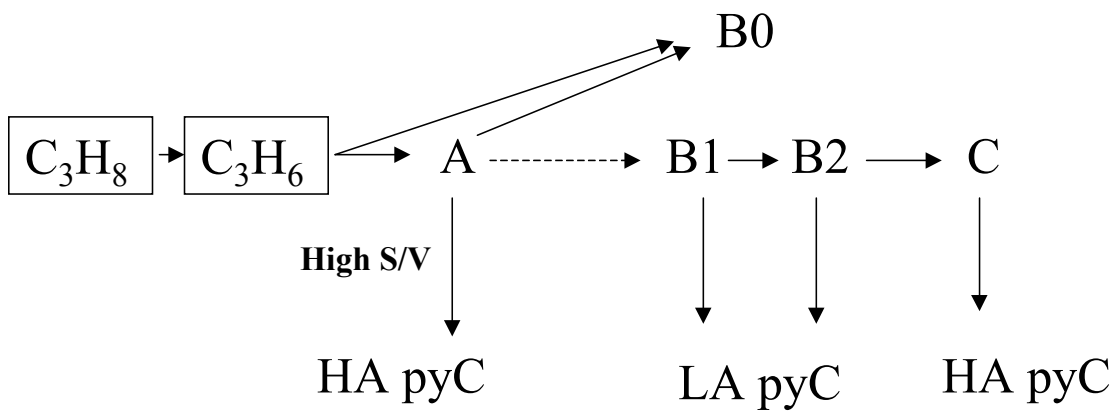 B0
C₃H₈ C₃H₆ A B1 B2 C
High S/V
HA pyC LA pyC HA pyC